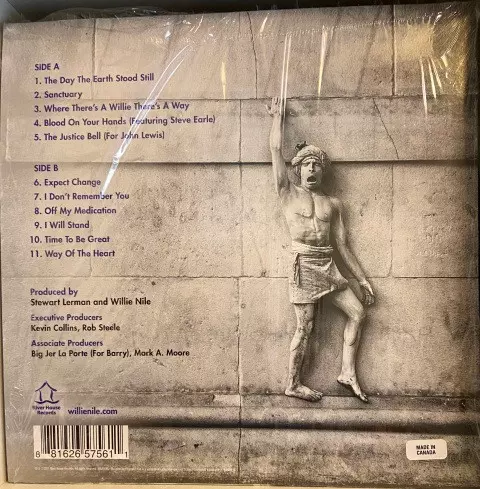 SIDE A
1. The Day The Earth Stood Still
2. Sanctuary
3. Where There's A Willie There's A Way
4. Blood On Your Hands (Featuring Steve Earle)
5. The Justice Bell (For John Lewis)
SIDE B
6. Expect Change
7. I Don't Remember You
8. Off My Medication
9. I Will Stand
10. Time To Be Great
11. Way Of The Heart
Produced by
Stewart Lerman and Willie Nile
Executive Producers
Kevin Collins, Rob Steele
Associate Producers
Big Jer La Porte (For Barry), Mark A. Moore
River House
Records
willienile.com
8 81626 57561 1
MADE IN
CANADA